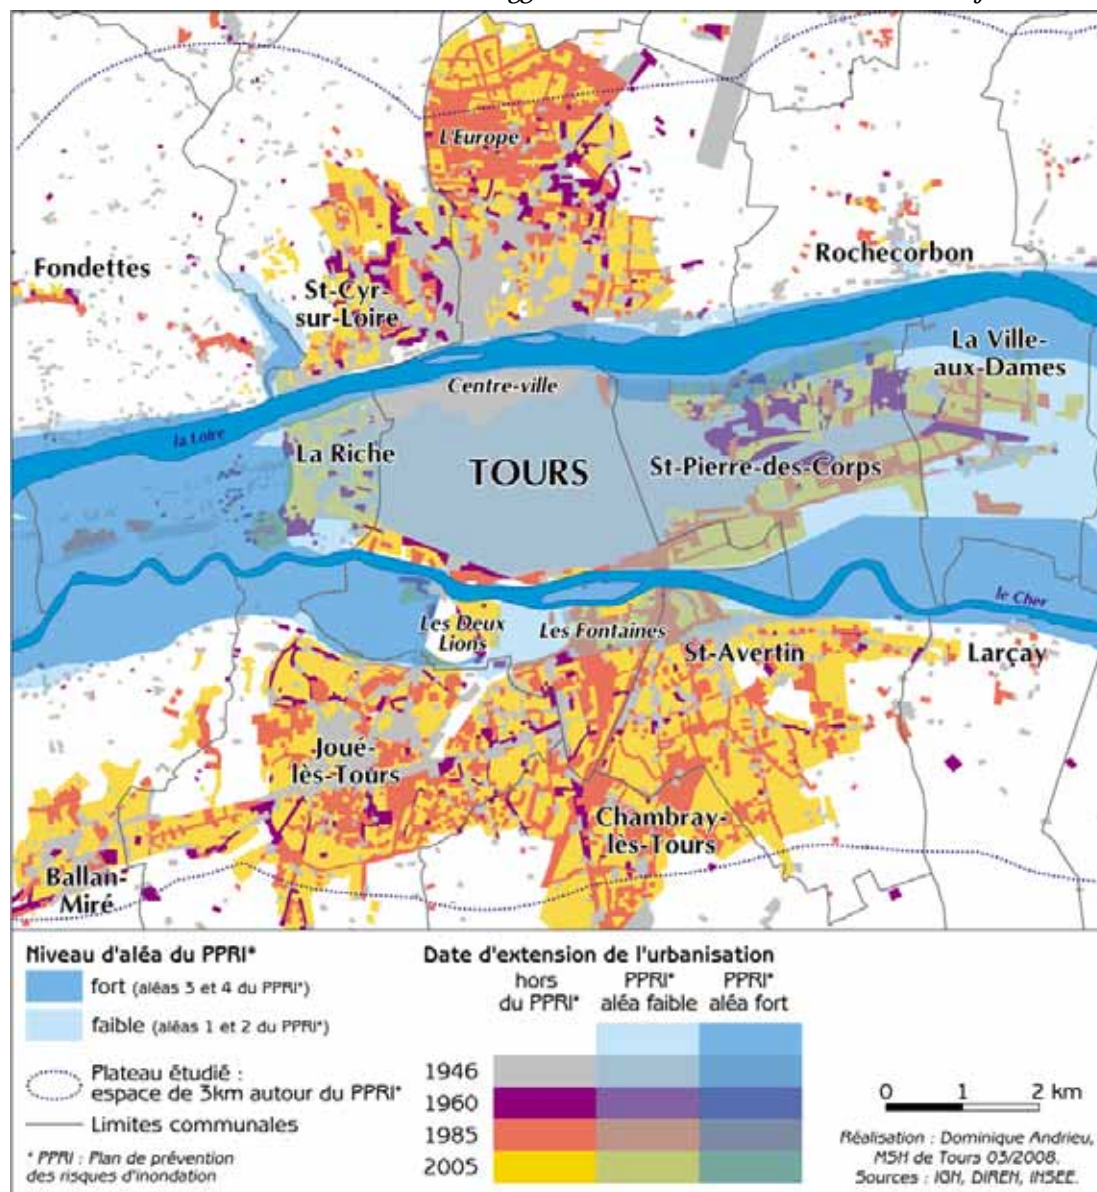 L'Europe
Rochecorbon
Fondettes
St-Cyr-
sur-Loire
La Ville-
aux-Dames
Centre-ville
la Loire
La Riche
TOURS
St-Pierre-des-Corps
le Cher
Les Deux
Lions
Les Fontaines
St-Avertin
Larçay
Joué-
lès-Tours
Chambray-
lès-Tours
Ballan-
Miré
Niveau d'aléa du PPRI*
fort (aléas 3 et 4 du PPRI*)
faible (aléas 1 et 2 du PPRI*)
Plateau étudié :
espace de 3km autour du PPRI*
Limites communales
* PPRI : Plan de prévention
des risques d'inondation
Date d'extension de l'urbanisation
hors
du PPRI*
PPRI*
aléa faible
PPRI*
aléa fort
1946
1960
1985
2005
0 1 2 km
Réalisation : Dominique Andrieu,
MSH de Tours 03/2008.
Sources : IGN, DIREN, INSEE.